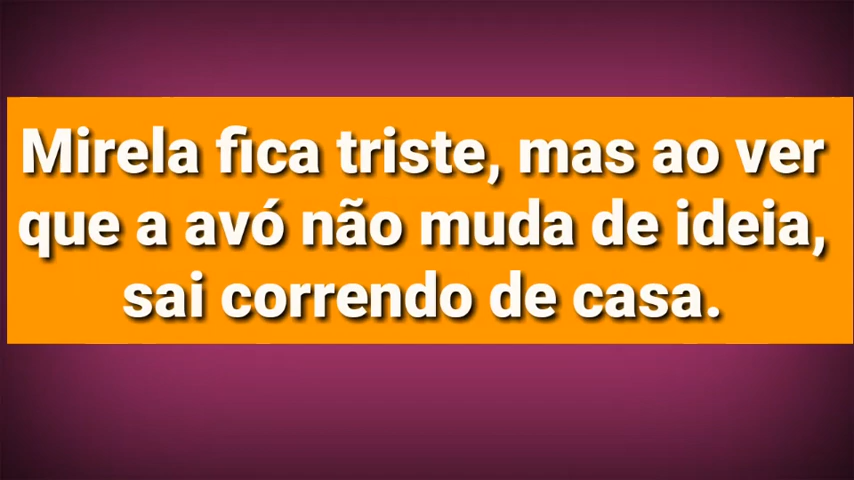 Mirela fica triste, mas ao ver
que a avó não muda de ideia,
sai correndo de casa.